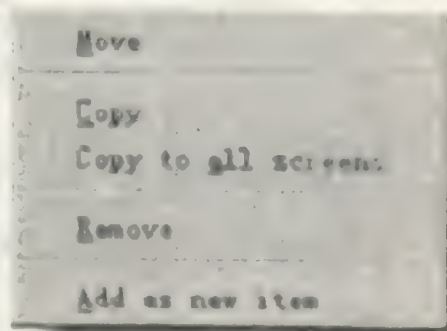 Move
Copy
Copy to all screens
Remove
Add as new item